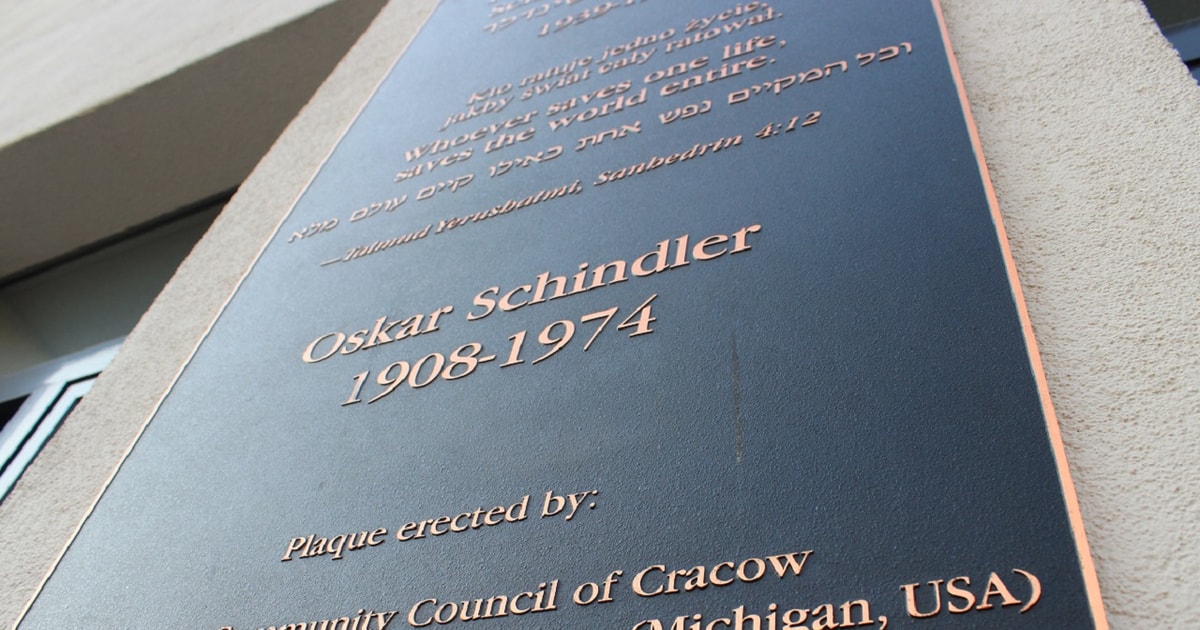 1939-1
Kto ratuje jedno życie,
jakby świat cały ratował.
Whoever saves one life,
saves the world entire.
וכל המקיים נפש אחת כאילו קיים עולם מלא
—Talmud Yerushalmi, Sanhedrin 4:12
Oskar Schindler
1908-1974
Plaque erected by:
Community Council of Cracow
(Michigan, USA)